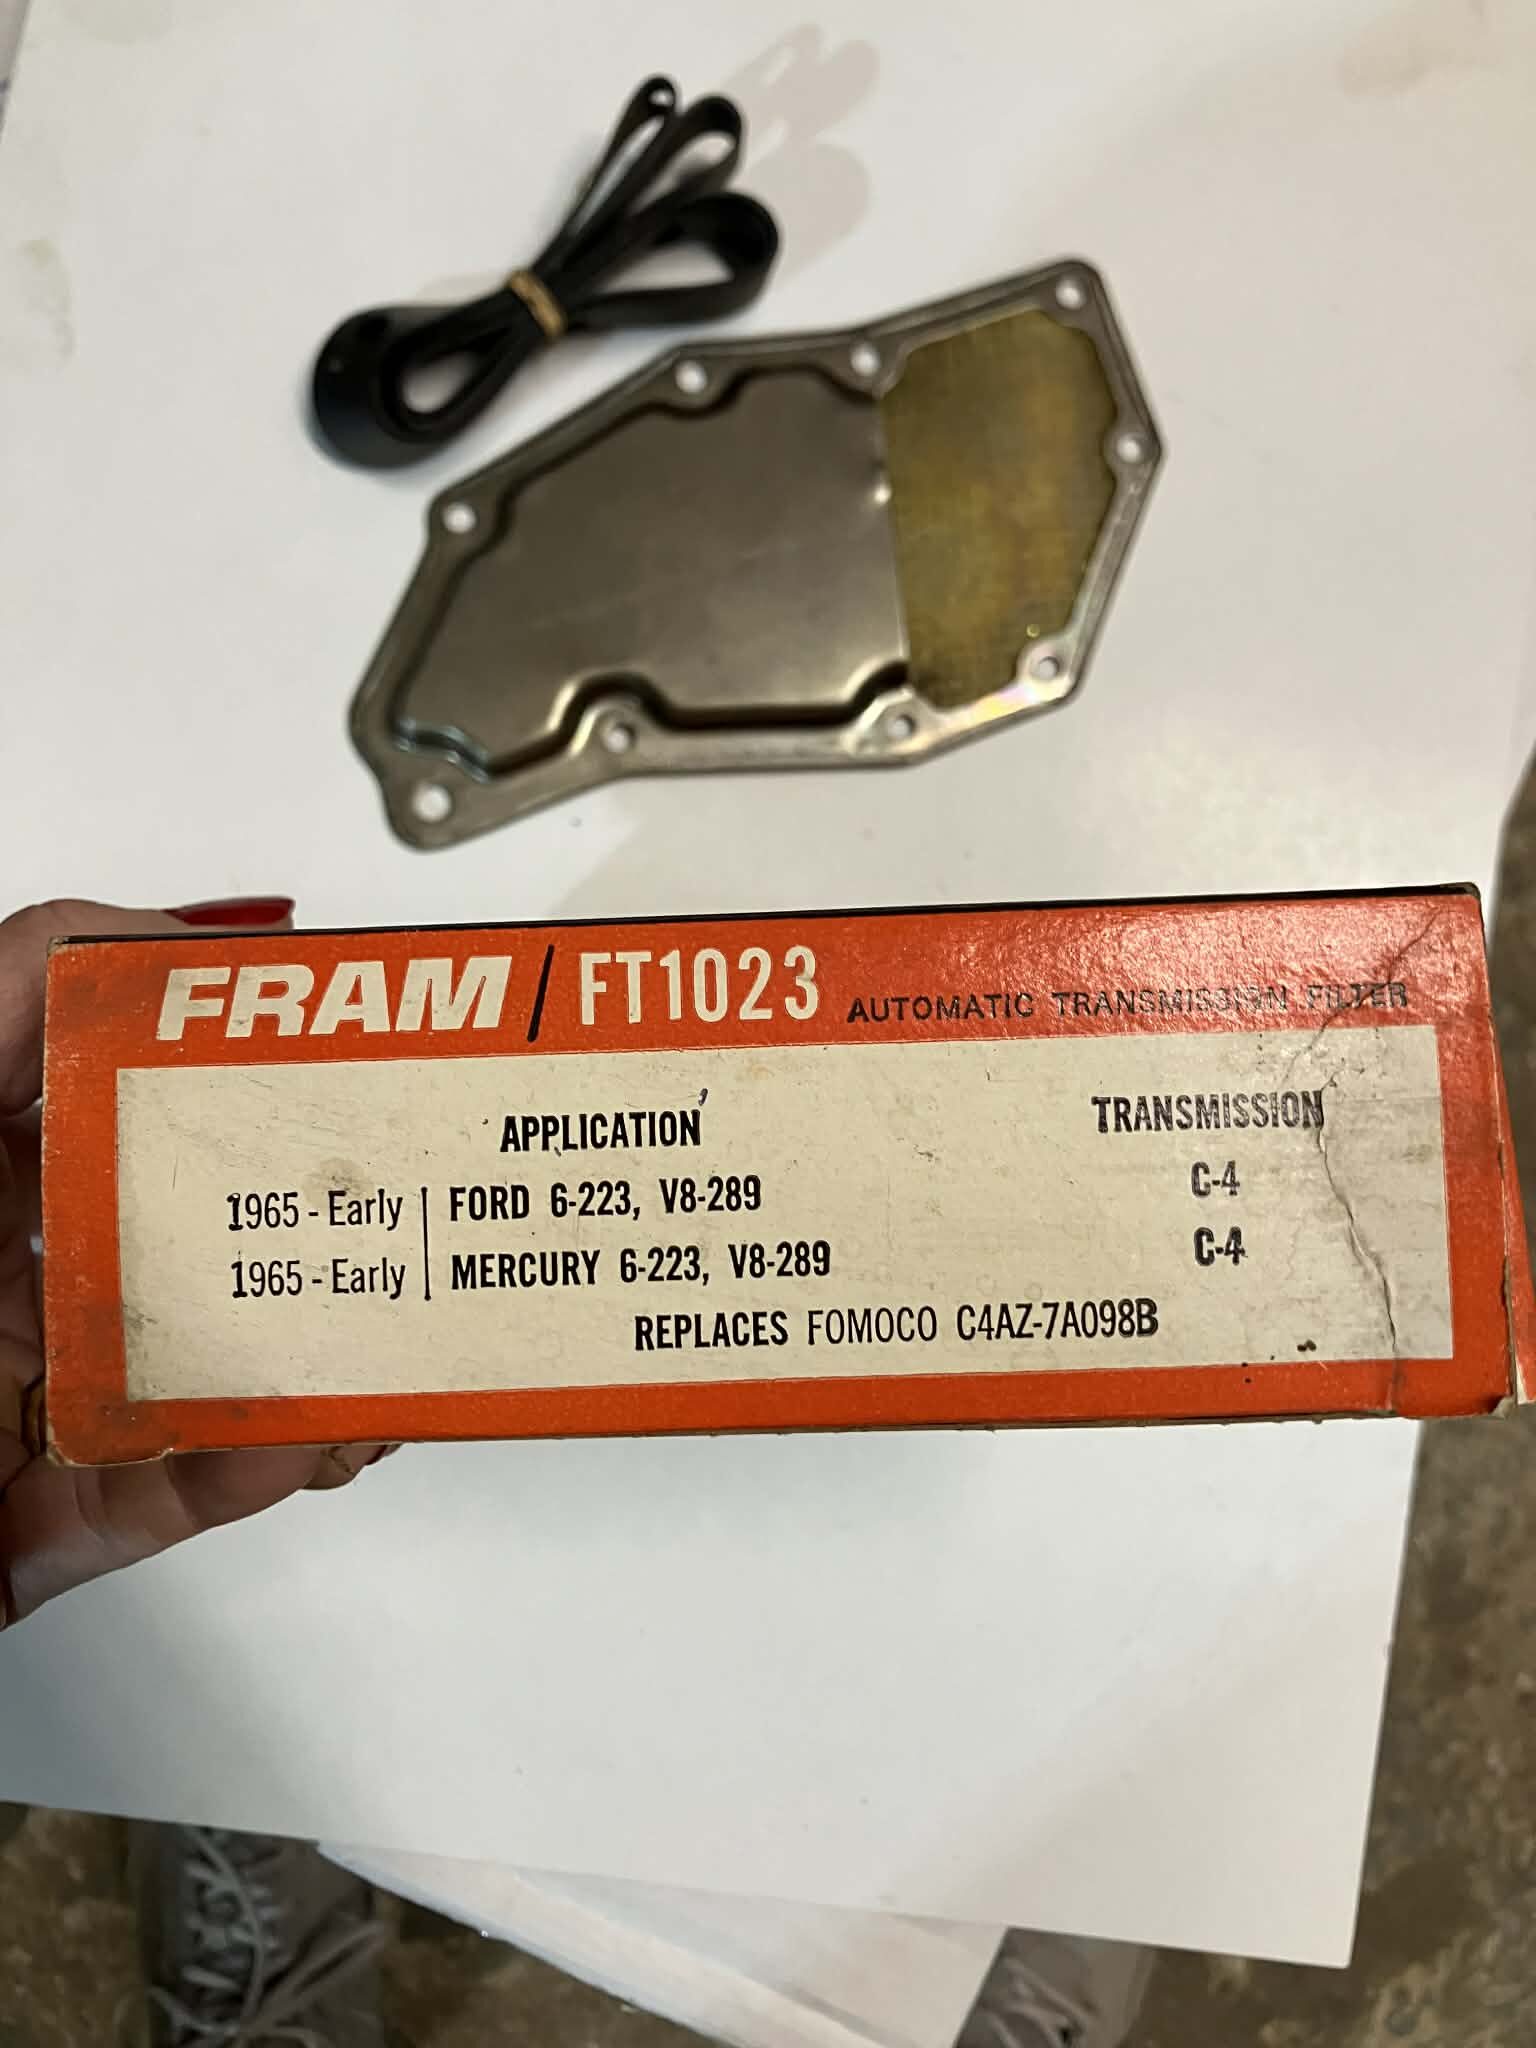 FRAM / FT1023 AUTOMATIC TRANSMISSION FILTER
APPLICATION TRANSMISSION
1965 - Early | FORD 6-223, V8-289 C-4
1965 - Early | MERCURY 6-223, V8-289 C-4
REPLACES FOMOCO C4AZ-7A098B